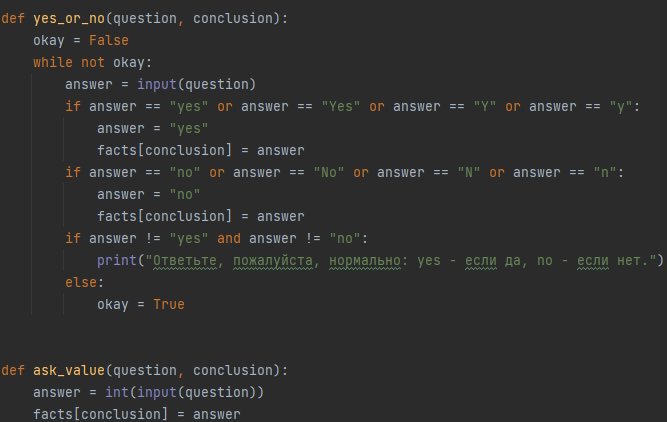 def yes_or_no(question, conclusion):
    okay = False
    while not okay:
        answer = input(question)
        if answer == "yes" or answer == "Yes" or answer == "Y" or answer == "y":
            answer = "yes"
            facts[conclusion] = answer
        if answer == "no" or answer == "No" or answer == "N" or answer == "n":
            answer = "no"
            facts[conclusion] = answer
        if answer != "yes" and answer != "no":
            print("Ответьте, пожалуйста, нормально: yes - если да, no - если нет.")
        else:
            okay = True
def ask_value(question, conclusion):
    answer = int(input(question))
    facts[conclusion] = answer